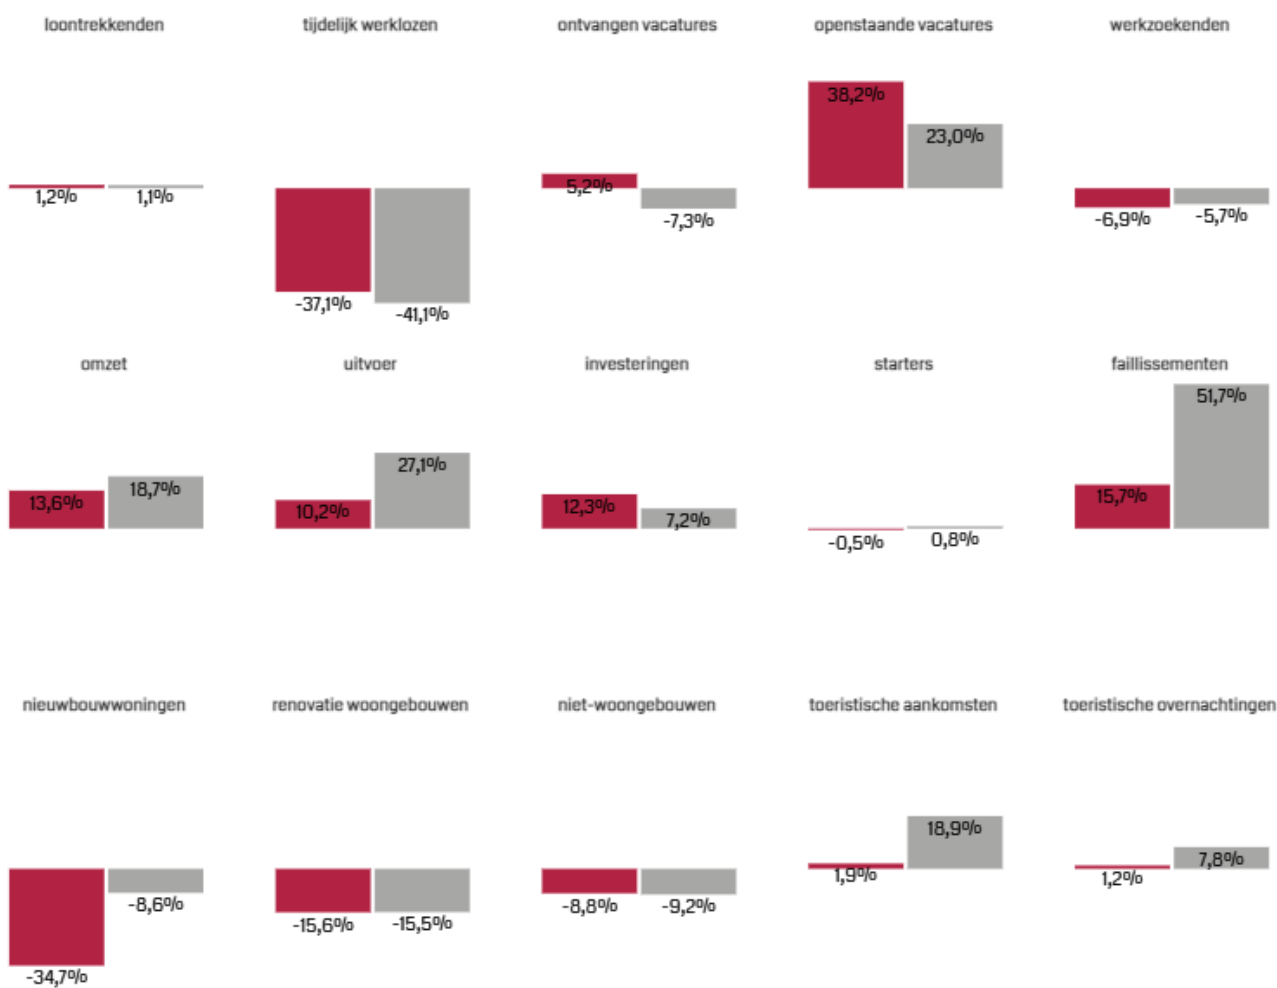 loontrekkenden tijdelijk werklozen ontvangen vacatures openstaande vacatures werkzoekenden
38,2%
23,0%
1,2% 1,1% 5,2% -7,3% -6,9% -5,7%
-37,1% -41,1%
omzet uitvoer investeringen starters faillissementen
51,7%
27,1%
13,6% 18,7% 10,2% 12,3% 7,2% 15,7%
-0,5% 0,8%
nieuwbouwwoningen renovatie woongebouwen niet-woongebouwen toeristische aankomsten toeristische overnachtingen
18,9%
1,9% 1,2% 7,8%
-8,6% -15,6% -15,5% -8,8% -9,2%
-34,7%